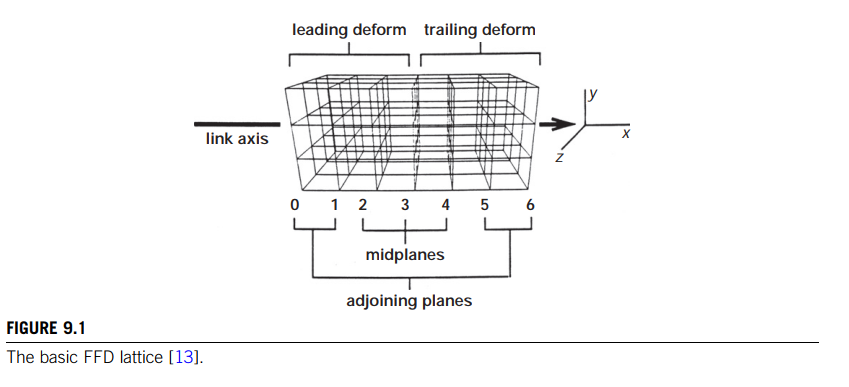 leading deform trailing deform
y
link axis
x
z
0 1 2 3 4 5 6
midplanes
adjoining planes
FIGURE 9.1
The basic FFD lattice [13].